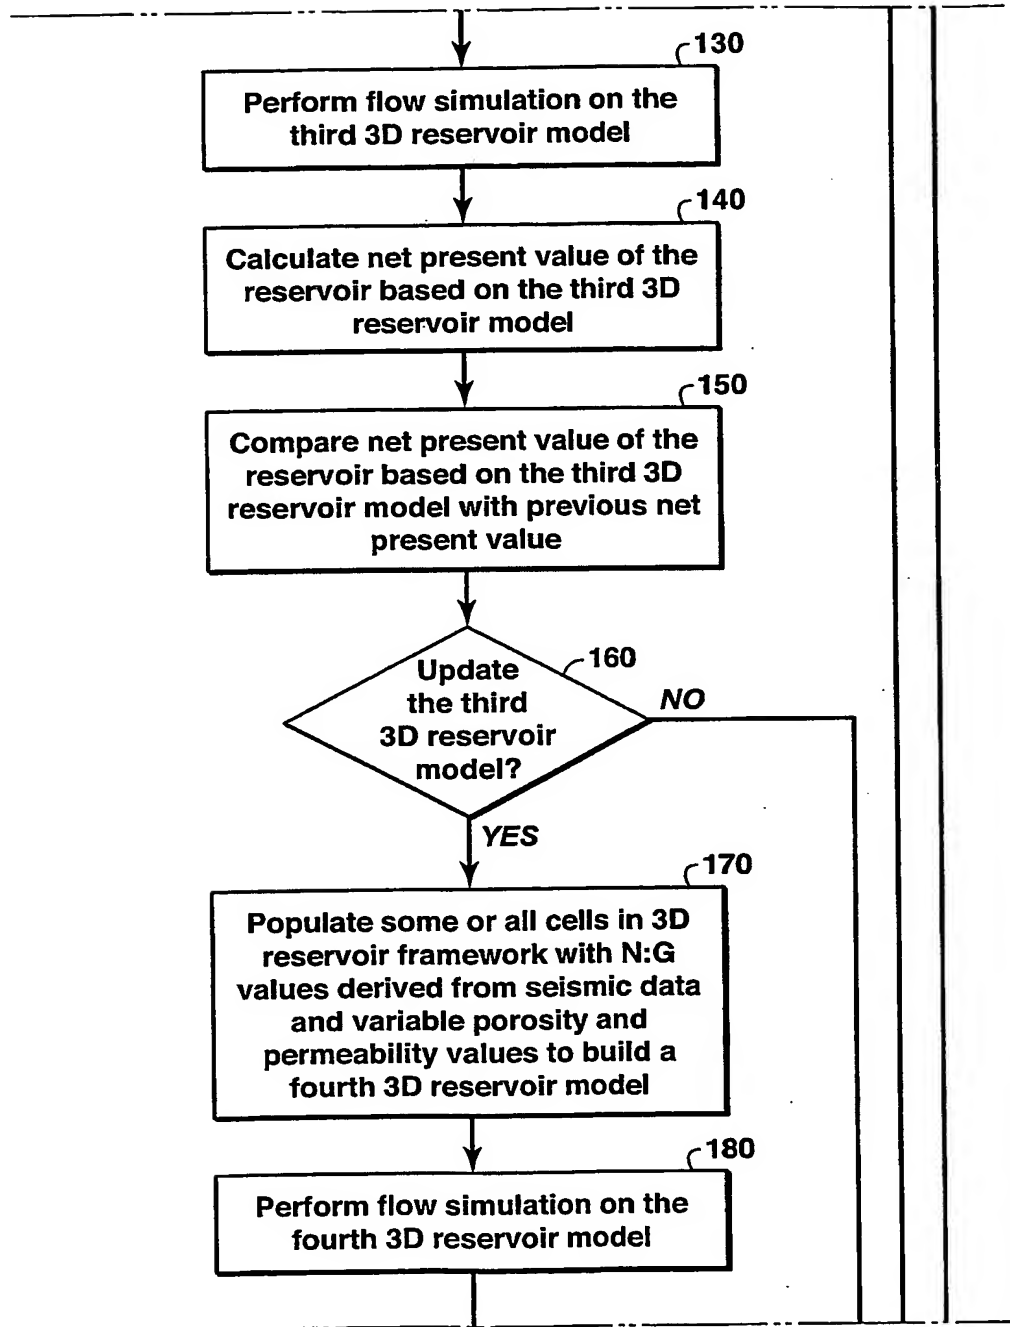 130
Perform flow simulation on the
third 3D reservoir model
140
Calculate net present value of the
reservoir based on the third 3D
reservoir model
150
Compare net present value of the
reservoir based on the third 3D
reservoir model with previous net
present value
160
Update
the third
3D reservoir
model?
NO
YES
170
Populate some or all cells in 3D
reservoir framework with N:G
values derived from seismic data
and variable porosity and
permeability values to build a
fourth 3D reservoir model
180
Perform flow simulation on the
fourth 3D reservoir model